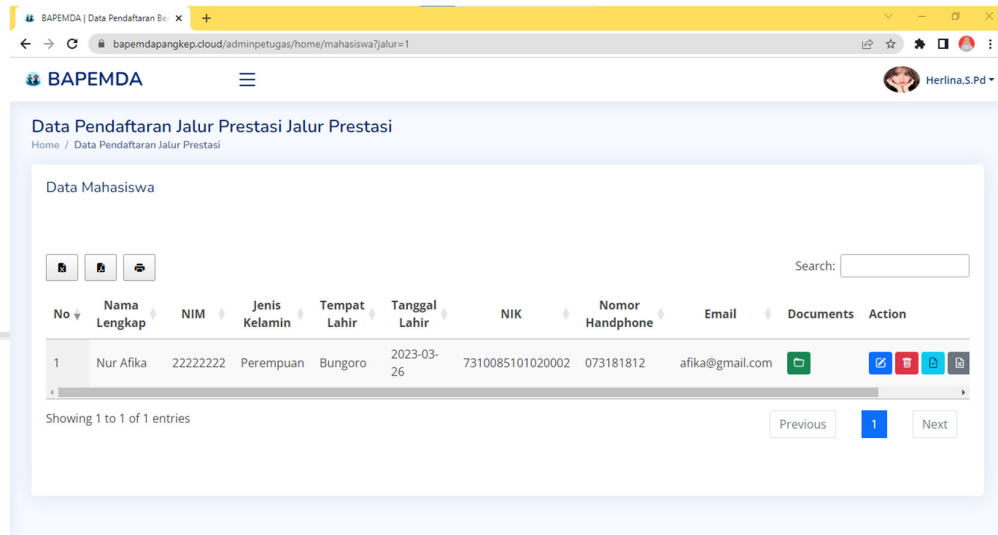 BAPEMDA | Data Pendaftaran Be
bapemdapangkep.cloud/adminpetugas/home/mahasiswa?jalur=1
BAPEMDA
Herlina,S.Pd
Data Pendaftaran Jalur Prestasi Jalur Prestasi
Home / Data Pendaftaran Jalur Prestasi
Data Mahasiswa
Search:
No Nama Lengkap NIM Jenis Kelamin Tempat Lahir Tanggal Lahir NIK Nomor Handphone Email Documents Action
1 Nur Afika 22222222 Perempuan Bungoro 2023-03-26 7310085101020002 073181812 afika@gmail.com
Showing 1 to 1 of 1 entries
Previous 1 Next